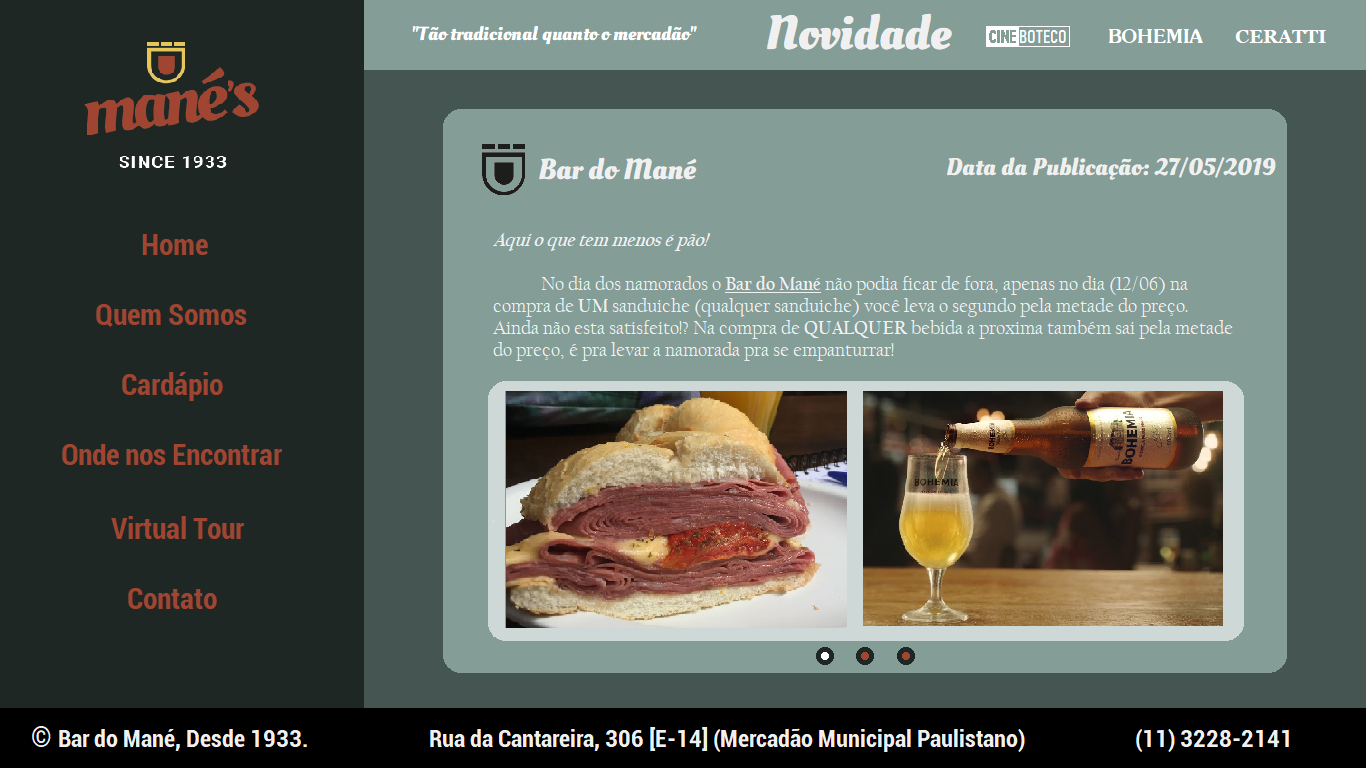 manē's
SINCE 1933
Home
Quem Somos
Cardápio
Onde nos Encontrar
Virtual Tour
Contato
"Tão tradicional quanto o mercadão"
Novidade
CINE BOTECO
BOHEMIA
CERATTI
Bar do Mané
Data da Publicação: 27/05/2019
Aqui o que tem menos é pão!
No dia dos namorados o Bar do Mané não podia ficar de fora, apenas no dia (12/06) na
compra de UM sanduiche (qualquer sanduiche) você leva o segundo pela metade do preço.
Ainda não esta satisfeito!? Na compra de QUALQUER bebida a proxima também sai pela metade
do preço, é pra levar a namorada pra se empanturrar!
BOHEMIA
BOHEMIA
BOHEMIA
© Bar do Mané, Desde 1933.
Rua da Cantareira, 306 [E-14] (Mercadão Municipal Paulistano)
(11) 3228-2141